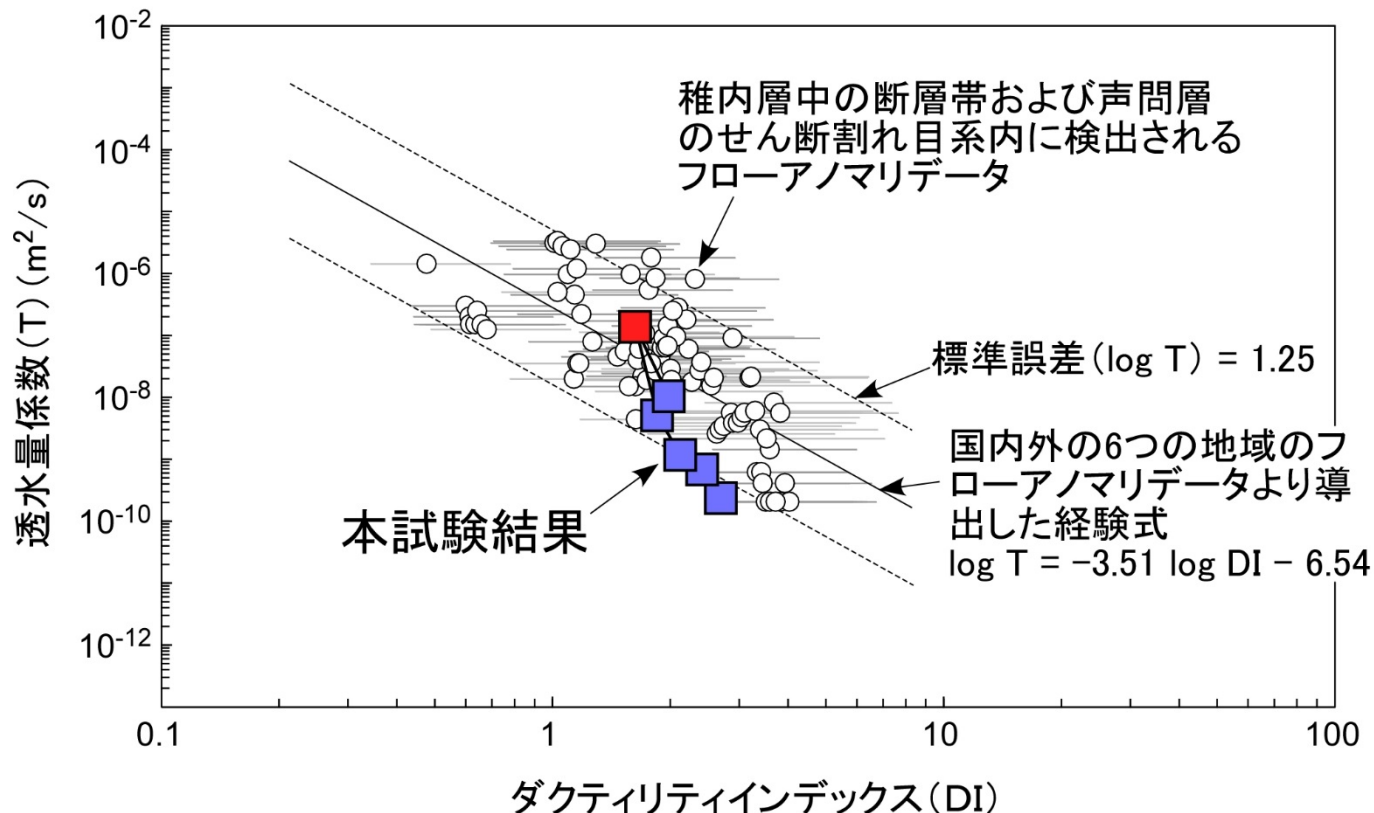 10-2
10-4
10-6
10-8
10-10
10-12
透水量係数(T) (m2/s)
稚内層中の断層帯および声問層
のせん断割れ目系内に検出される
フローアノマリデータ
標準誤差(log T) = 1.25
国内外の6つの地域のフ
ローアノマリデータより導
出した経験式
log T = −3.51 log DI − 6.54
本試験結果
0.1 1 10 100
ダクティリティインデックス(DI)